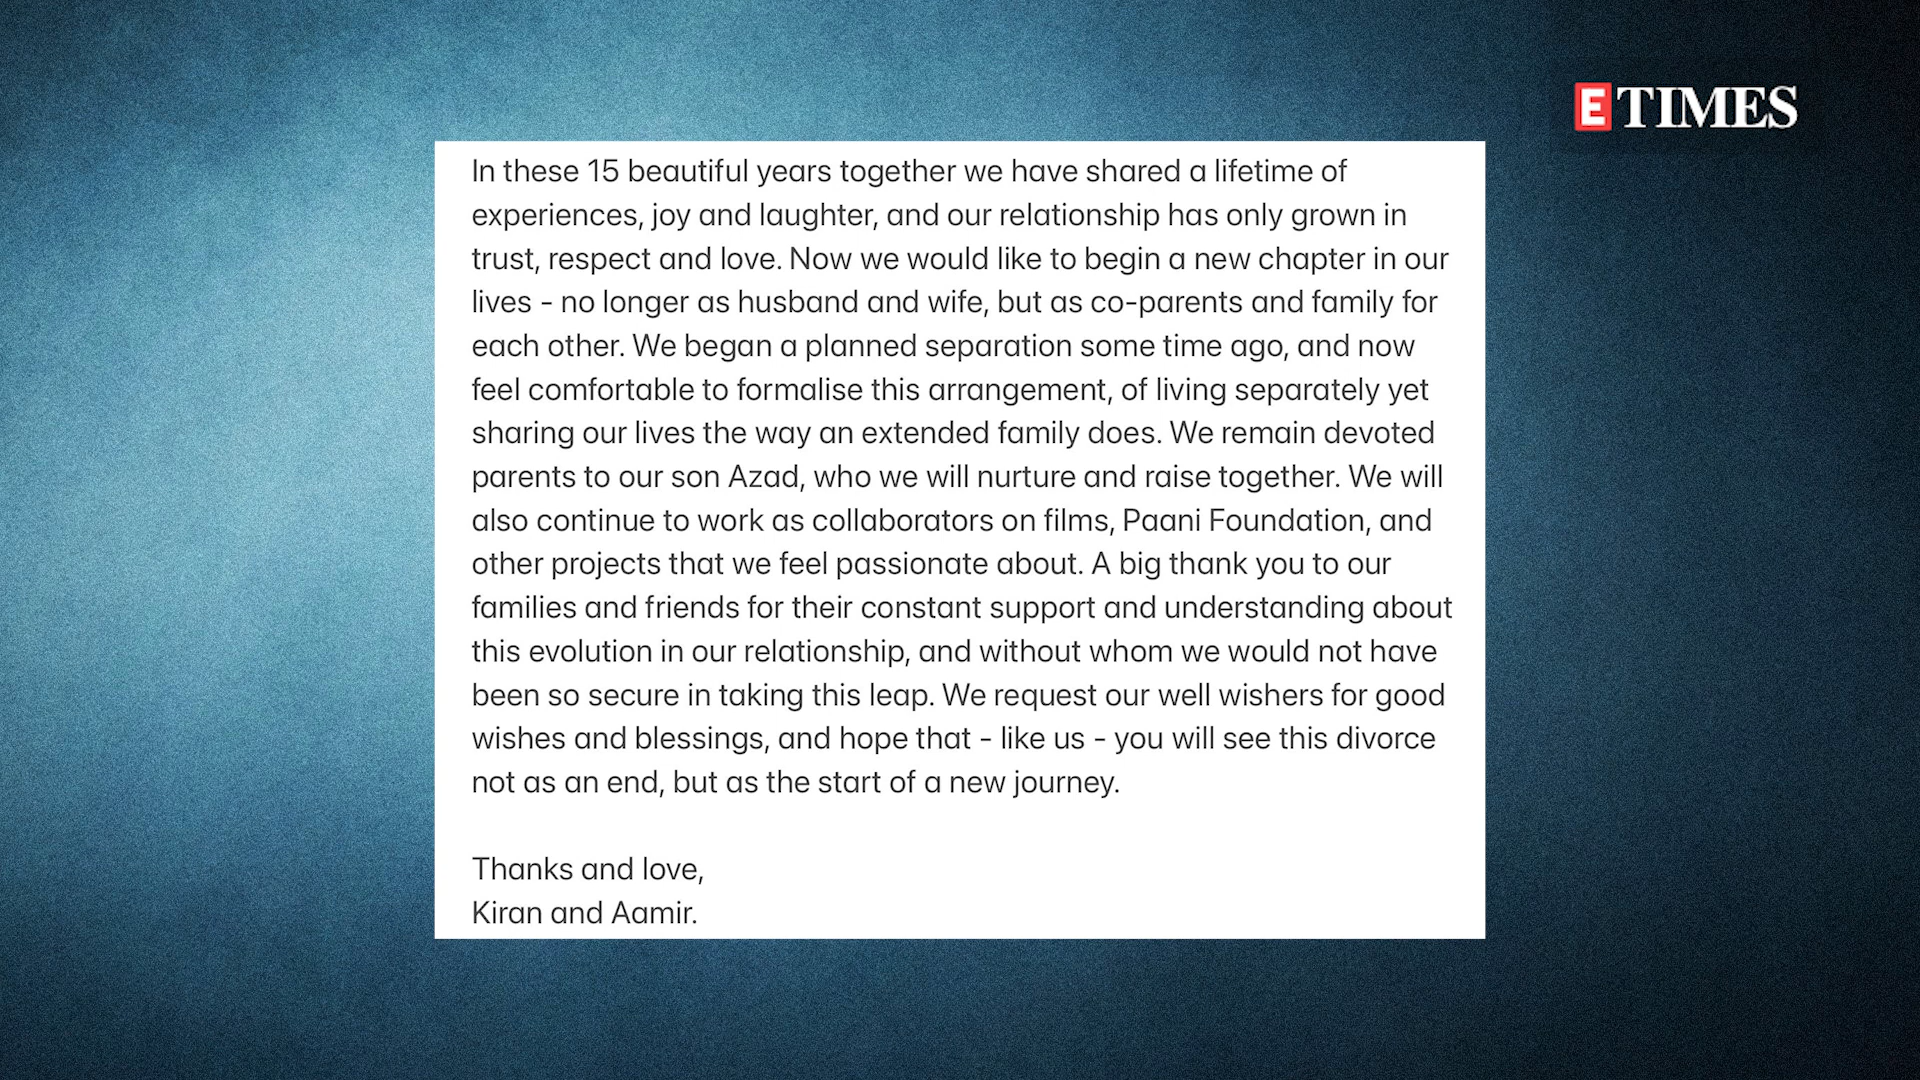 E TIMES
In these 15 beautiful years together we have shared a lifetime of
experiences, joy and laughter, and our relationship has only grown in
trust, respect and love. Now we would like to begin a new chapter in our
lives - no longer as husband and wife, but as co-parents and family for
each other. We began a planned separation some time ago, and now
feel comfortable to formalise this arrangement, of living separately yet
sharing our lives the way an extended family does. We remain devoted
parents to our son Azad, who we will nurture and raise together. We will
also continue to work as collaborators on films, Paani Foundation, and
other projects that we feel passionate about. A big thank you to our
families and friends for their constant support and understanding about
this evolution in our relationship, and without whom we would not have
been so secure in taking this leap. We request our well wishers for good
wishes and blessings, and hope that - like us - you will see this divorce
not as an end, but as the start of a new journey.
Thanks and love,
Kiran and Aamir.